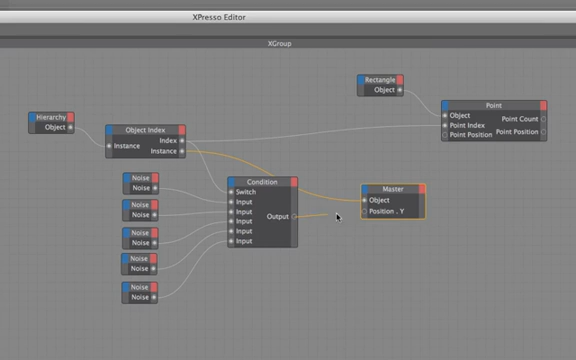 XPresso Editor
XGroup
Rectangle
Object
Point
Object
Point Count
Point Index
Point Position
Point Position
Hierarchy
Object
Object Index
Index
Instance
Instance
Noise
Noise
Noise
Noise
Noise
Noise
Noise
Noise
Noise
Noise
Condition
Switch
Input
Input
Input
Input
Input
Output
Master
Object
Position . Y